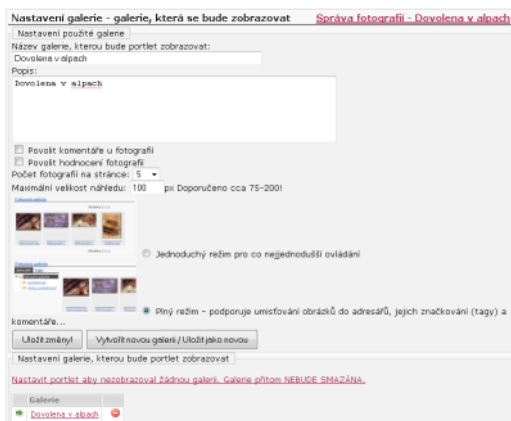 Nastavení galerie - galerie, která se bude zobrazovat
Správa fotografií - Dovolena v alpach
Nastavení použité galerie
Název galerie, kterou bude portlet zobrazovat:
Dovolena v alpach
Popis:
Dovolena v alpach
Povolit komentáře u fotografií
Povolit hodnocení fotografií
Počet fotografií na stránce: 5
Maximální velikost náhledu: 100 px Doporučeno cca 75-200!
Jednoduchý režim pro co nejjednodušší ovládání
Plný režim - podporuje umisťování obrázků do adresářů, jejich značkování (tagy) a
komentáře...
Uložit změny!
Vytvořit novou galerii / Uložit jako novou
Nastavení galerie, kterou bude portlet zobrazovat
Nastavit portlet aby nezobrazoval žádnou galerii. Galerie přitom NEBUDE SMAZÁNA.
Galerie
Dovolena v alpach